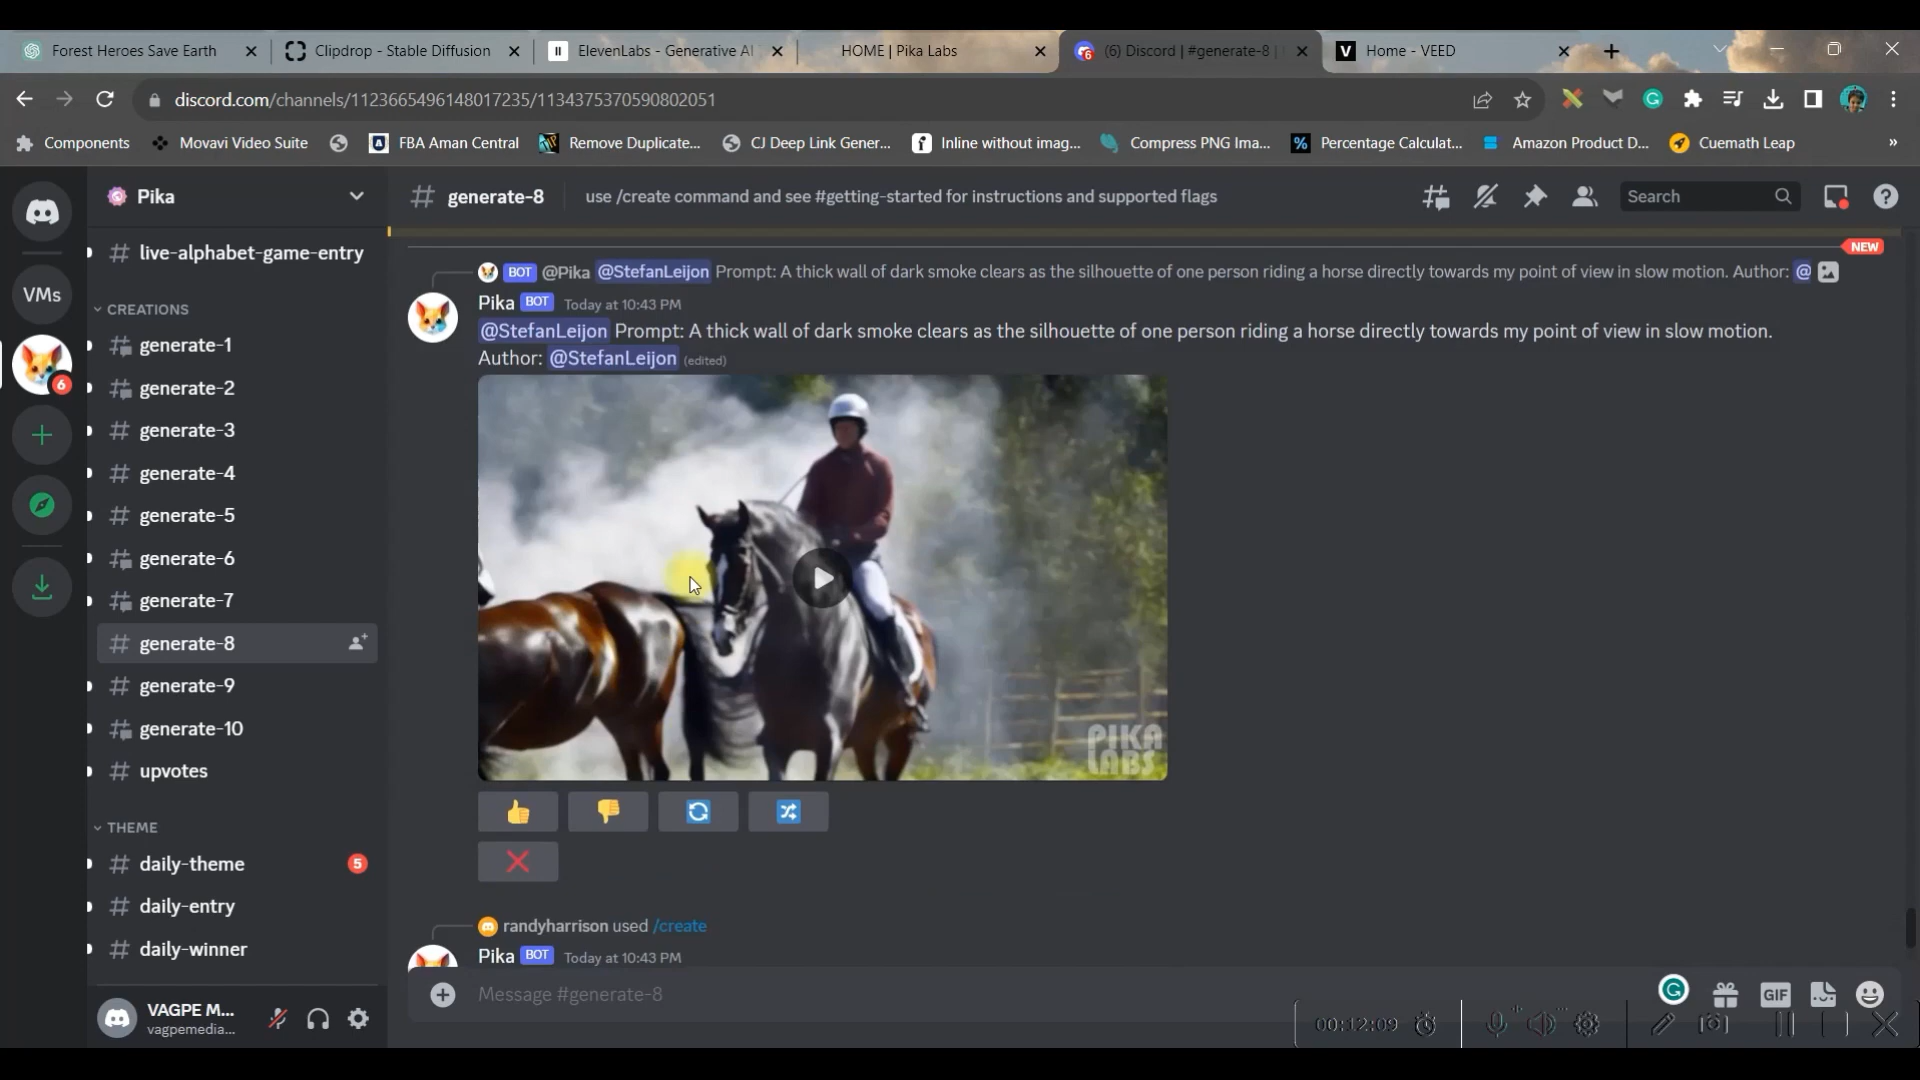 Forest Heroes Save Earth
Clipdrop - Stable Diffusion
ElevenLabs - Generative AI
HOME | Pika Labs
(6) Discord | #generate-8 |
Home - VEED
discord.com/channels/1123665496148017235/1134375370590802051
Components
Movavi Video Suite
FBA Aman Central
Remove Duplicate...
CJ Deep Link Gener...
Inline without imag...
Compress PNG Ima...
Percentage Calculat...
Amazon Product D...
Cuemath Leap
»
Pika
generate-8
use /create command and see #getting-started for instructions and supported flags
Search
VMs
6
live-alphabet-game-entry
CREATIONS
generate-1
generate-2
generate-3
generate-4
generate-5
generate-6
generate-7
generate-8
generate-9
generate-10
upvotes
THEME
daily-theme 5
daily-entry
daily-winner
VAGPE M...
vagpemedia...
NEW
BOT @Pika @StefanLeijon Prompt: A thick wall of dark smoke clears as the silhouette of one person riding a horse directly towards my point of view in slow motion. Author: @
Pika BOT Today at 10:43 PM
@StefanLeijon Prompt: A thick wall of dark smoke clears as the silhouette of one person riding a horse directly towards my point of view in slow motion.
Author: @StefanLeijon (edited)
PIKA
LABS
randyharrison used /create
Pika BOT Today at 10:43 PM
Message #generate-8
GIF
00:12:09